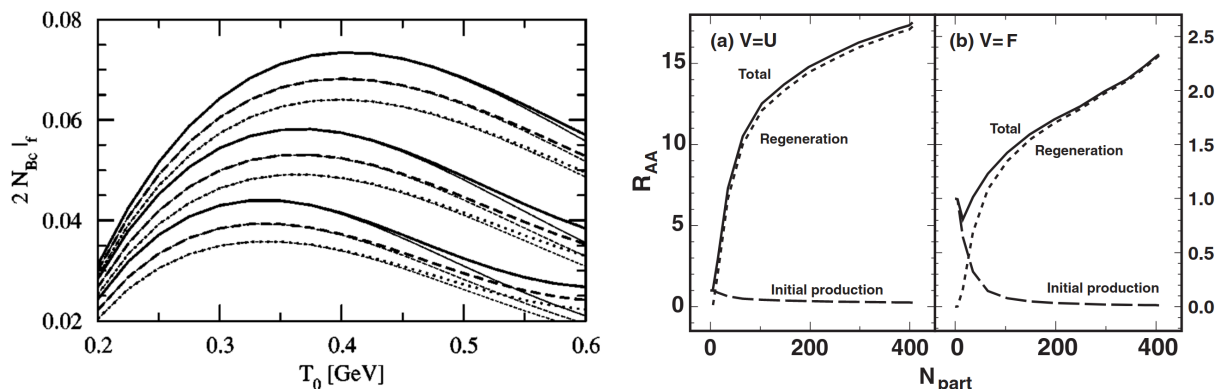 0.08
0.06
0.04
0.02
2 N_Bc |_f
0.2 0.3 0.4 0.5 0.6
T_0 [GeV]
(a) V=U
15
10
5
0
R_AA
Total
Regeneration
Initial production
0 200 400
(b) V=F
Total
Regeneration
Initial production
2.5
2.0
1.5
1.0
0.5
0.0
0 200 400
N_part